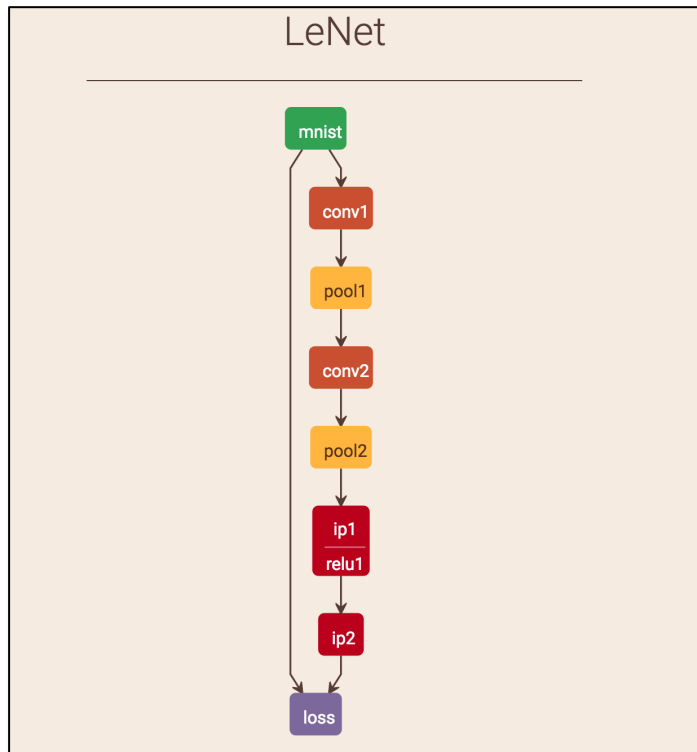 LeNet
mnist
conv1
pool1
conv2
pool2
ip1
relu1
ip2
loss